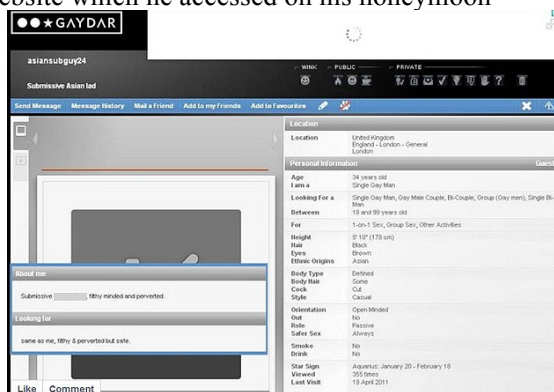 website which he accessed on his honeymoon
GAYDAR
asiansubguy24
Submissive Asian lad
WINK PUBLIC PRIVATE
Send Message Message History Mail a Friend Add to my Friends Add to Favourites
Location
Location United Kingdom
England - London - General
London
Personal Information Guest
Age 34 years old
I am a Single Gay Man
Looking For a Single Gay Man, Gay Male Couple, Bi-Couple, Group (Gay men), Single Bi-
Man
Between 18 and 99 years old
For 1-on-1 Sex, Group Sex, Other Activities
Height 5' 10" (178 cm)
Hair Black
Eyes Brown
Ethnic Origins Asian
Body Type Defined
Body Hair Some
Cock Cut
Style Casual
Orientation Open Minded
Out No
Role Passive
Safer Sex Always
Smoke No
Drink No
Star Sign Aquarius: January 20 - February 18
Viewed 355 times
Last Visit 19 April 2011
About me
Submissive , filthy minded and perverted.
Looking for
same as me, filthy & perverted but safe.
Like Comment